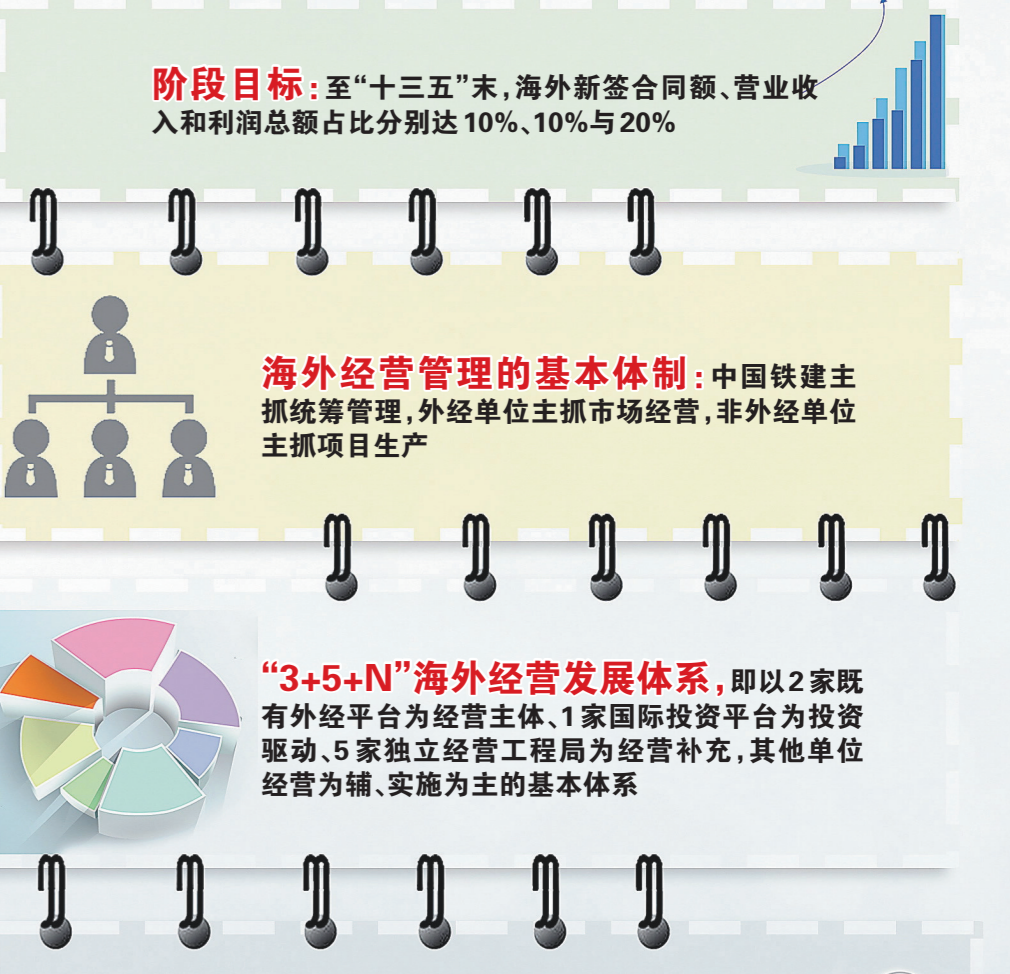 阶段目标：至“十三五”末，海外新签合同额、营业收
入和利润总额占比分别达10%、10%与20%
海外经营管理的基本体制：中国铁建主
抓统筹管理，外经单位主抓市场经营，非外经单位
主抓项目生产
“3+5+N”海外经营发展体系，即以2家既
有外经平台为经营主体、1家国际投资平台为投资
驱动、5家独立经营工程局为经营补充，其他单位
经营为辅、实施为主的基本体系